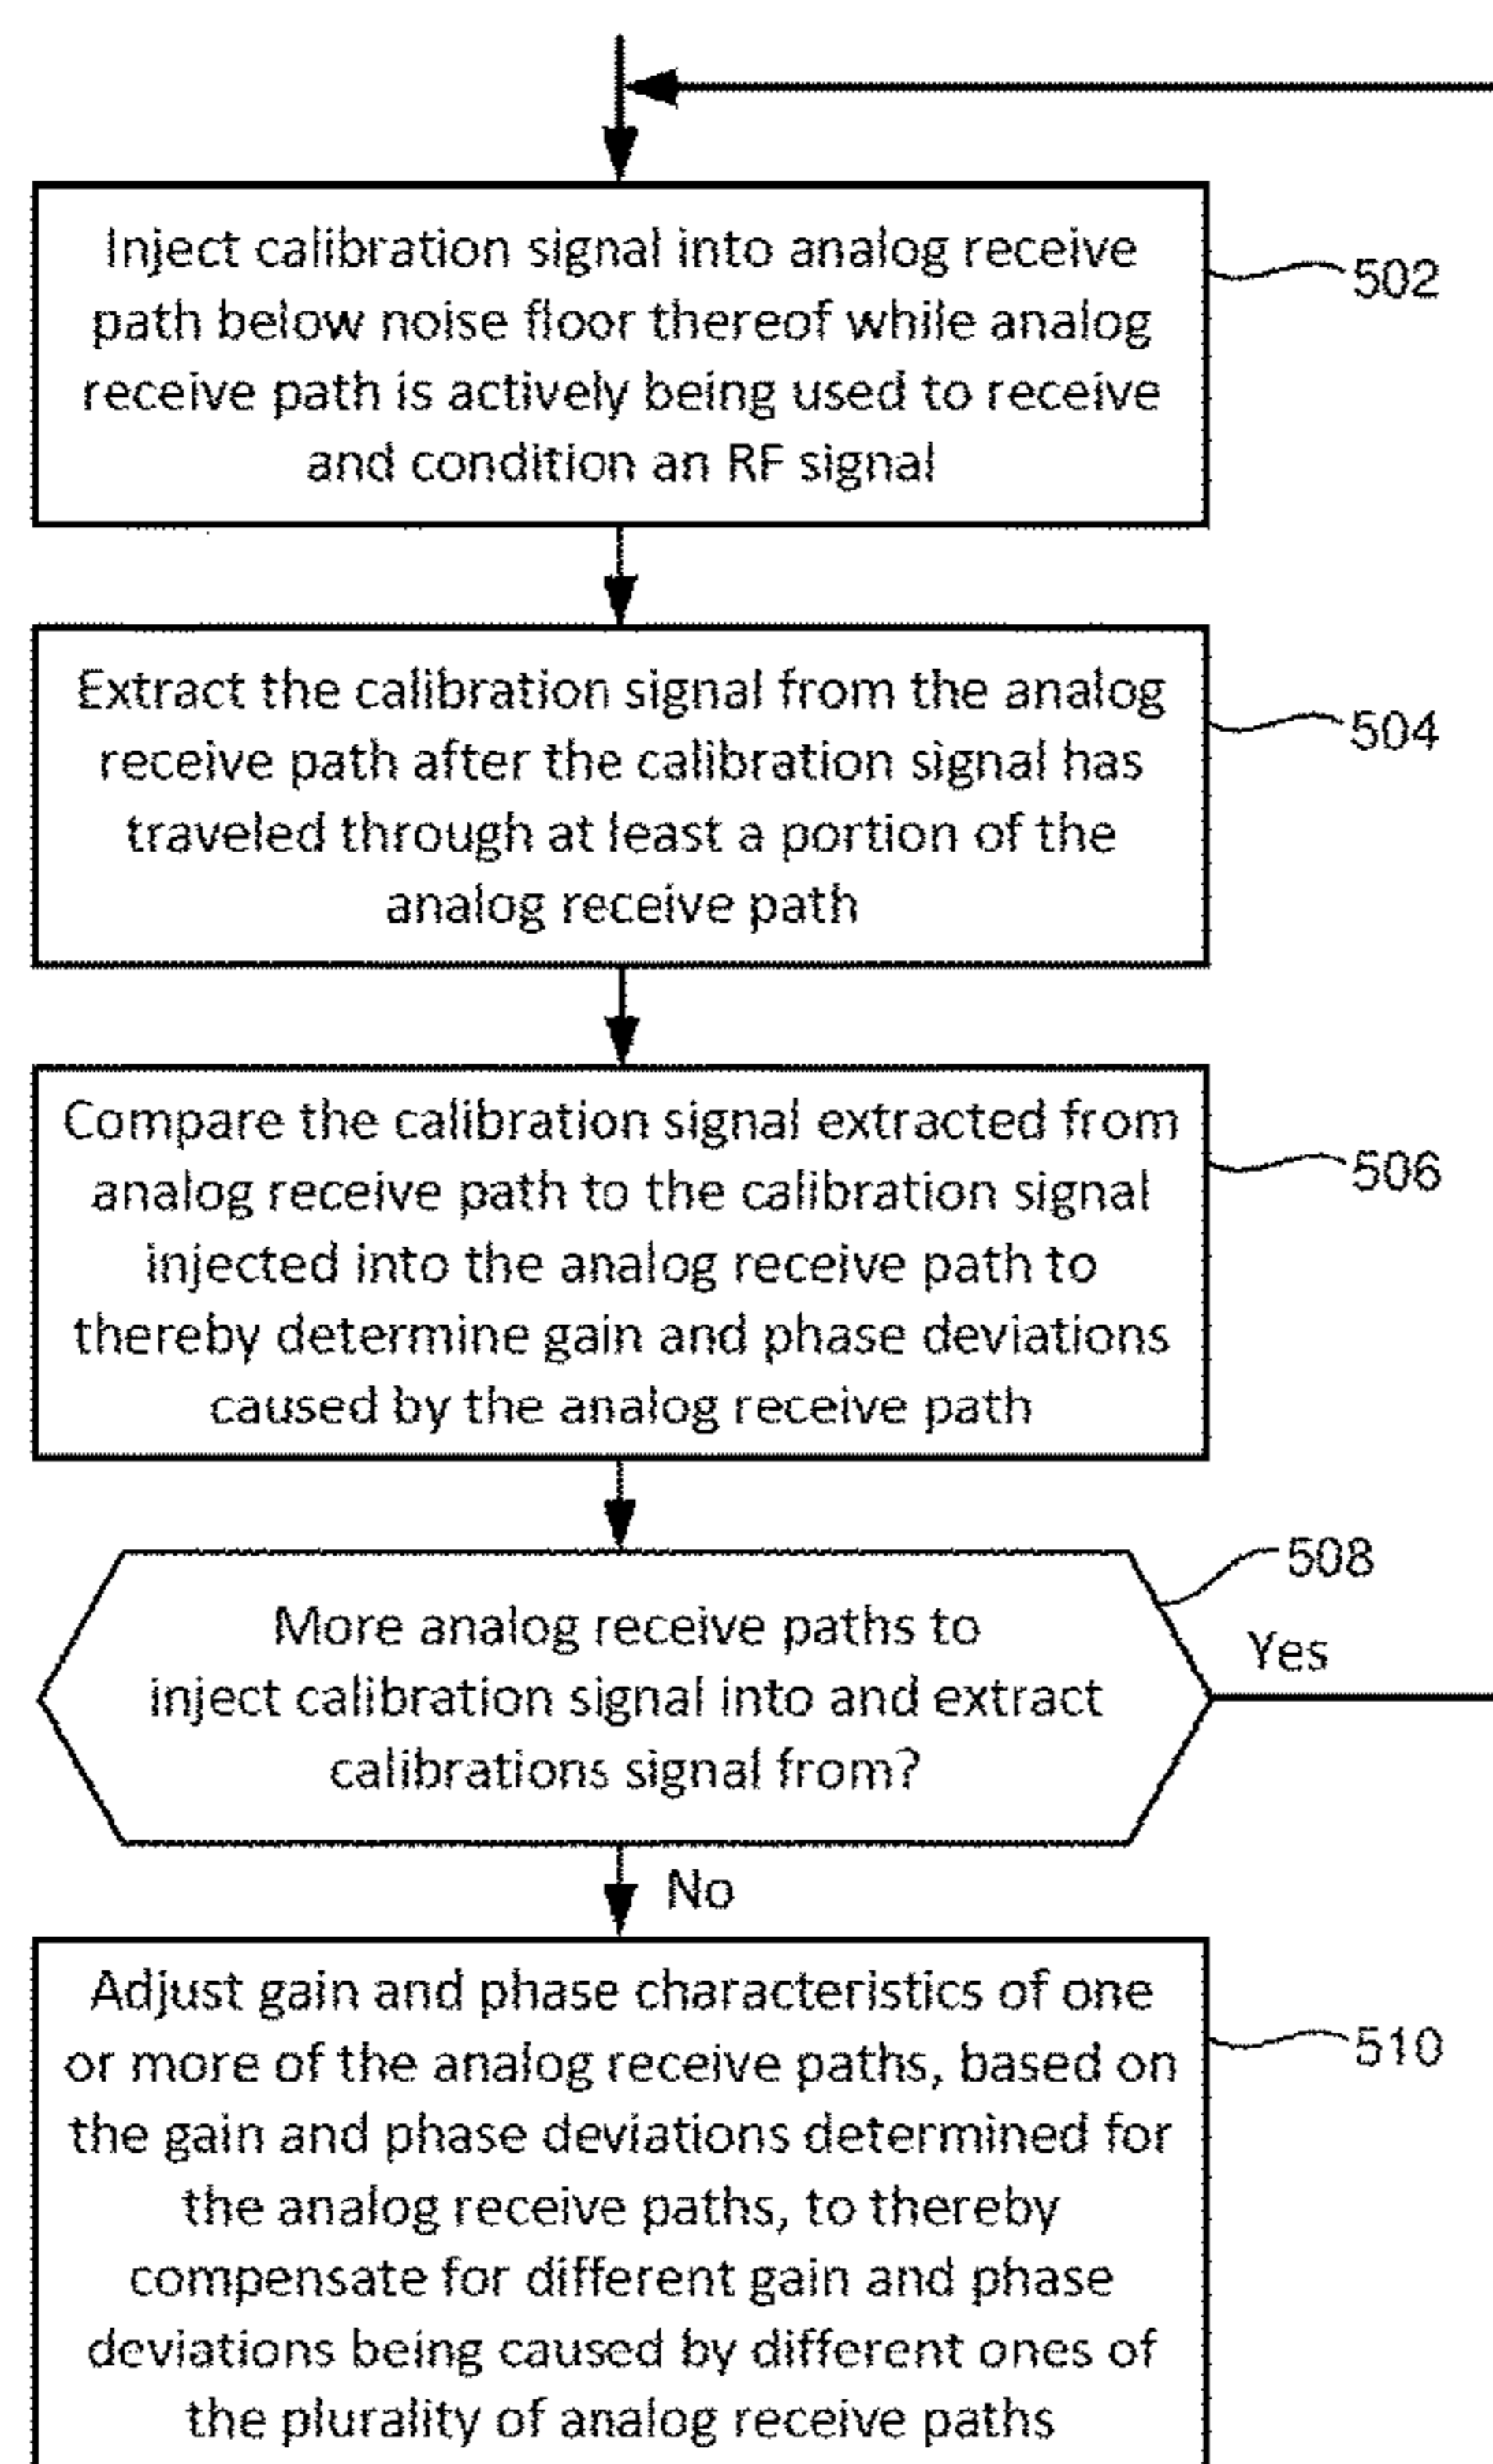 Inject calibration signal into analog receive
path below noise floor thereof while analog
receive path is actively being used to receive
and condition an RF signal
502
Extract the calibration signal from the analog
receive path after the calibration signal has
traveled through at least a portion of the
analog receive path
504
Compare the calibration signal extracted from
analog receive path to the calibration signal
injected into the analog receive path to
thereby determine gain and phase deviations
caused by the analog receive path
506
508
More analog receive paths to
inject calibration signal into and extract
calibrations signal from?
Yes
No
Adjust gain and phase characteristics of one
or more of the analog receive paths, based on
the gain and phase deviations determined for
the analog receive paths, to thereby
compensate for different gain and phase
deviations being caused by different ones of
the plurality of analog receive paths
510